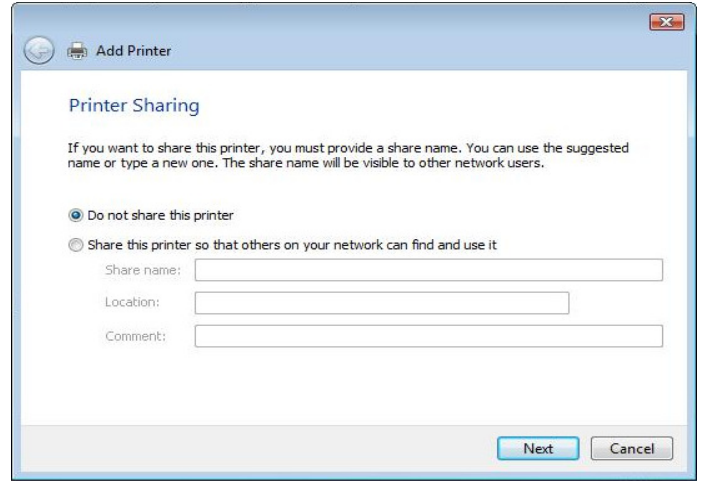 Add Printer
Printer Sharing
If you want to share this printer, you must provide a share name. You can use the suggested
name or type a new one. The share name will be visible to other network users.
Do not share this printer
Share this printer so that others on your network can find and use it
Share name:
Location:
Comment:
Next Cancel